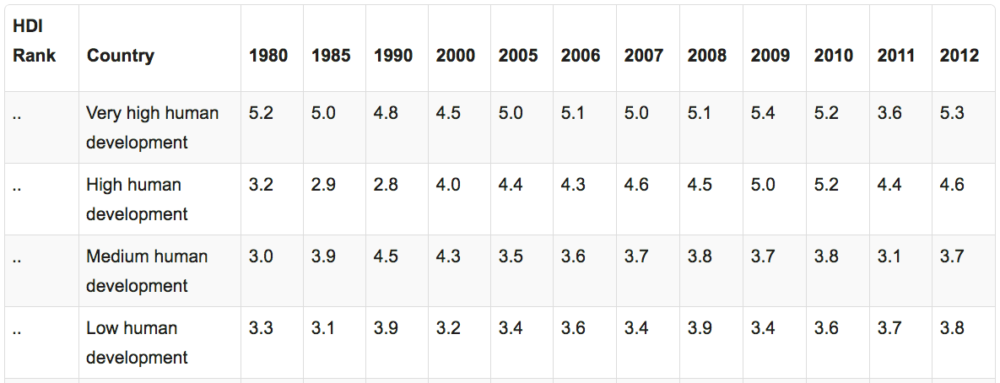 HDI
Rank Country 1980 1985 1990 2000 2005 2006 2007 2008 2009 2010 2011 2012
.. Very high human 5.2 5.0 4.8 4.5 5.0 5.1 5.0 5.1 5.4 5.2 3.6 5.3
development
.. High human 3.2 2.9 2.8 4.0 4.4 4.3 4.6 4.5 5.0 5.2 4.4 4.6
development
.. Medium human 3.0 3.9 4.5 4.3 3.5 3.6 3.7 3.8 3.7 3.8 3.1 3.7
development
.. Low human 3.3 3.1 3.9 3.2 3.4 3.6 3.4 3.9 3.4 3.6 3.7 3.8
development